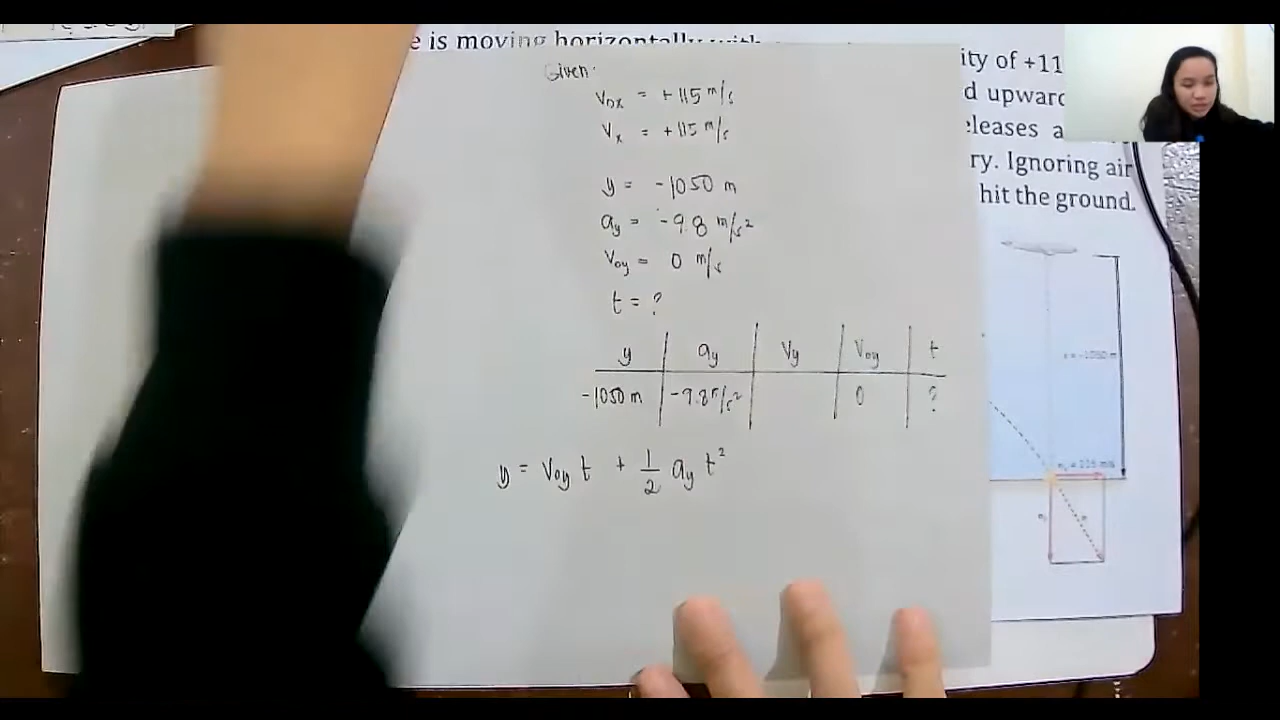 e is moving horizontally with
ity of +11
d upward
eleases a
ry. Ignoring air
hit the ground.
Given:
Vox = +115 m/s
Vx = +115 m/s
y = -1050 m
ay = -9.8 m/s²
Voy = 0 m/s
t = ?
y ay Vy Voy t
-1050 m -9.8 m/s² 0 ?
y = Voy t + 1/2 ay t²